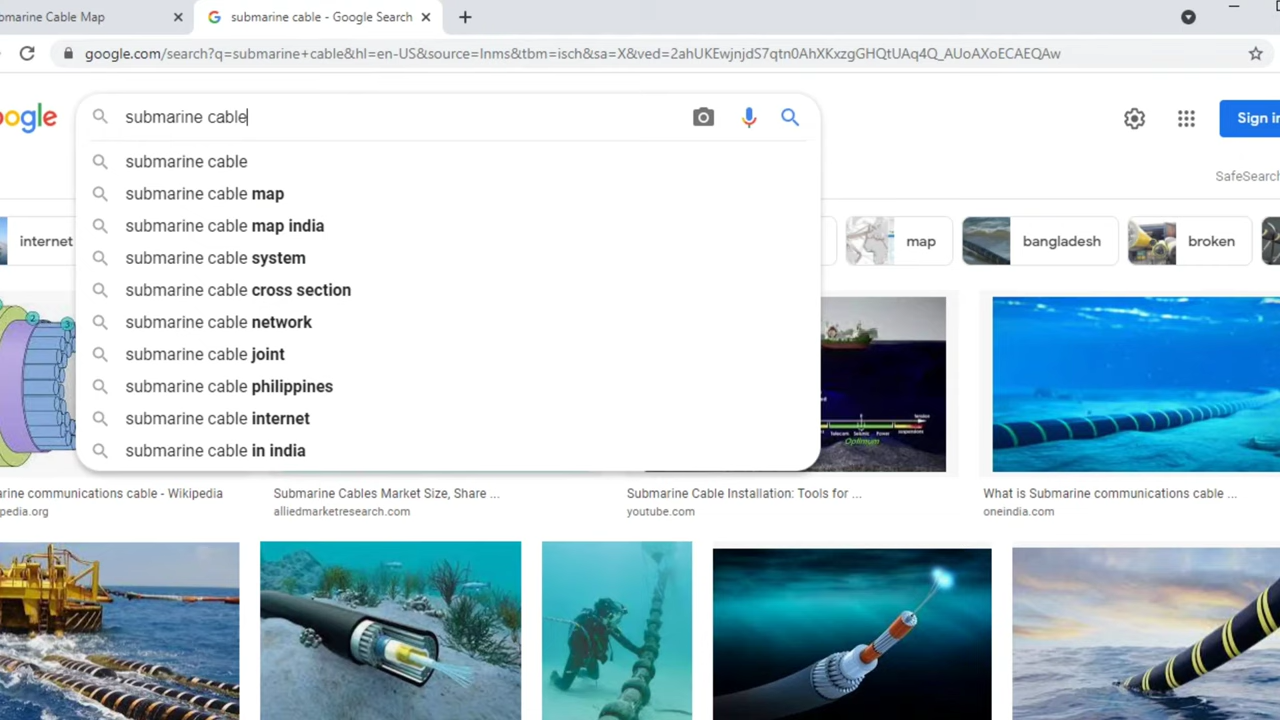 omarine Cable Map
submarine cable - Google Search
google.com/search?q=submarine+cable&hl=en-US&source=lnms&tbm=isch&sa=X&ved=2ahUKEwjnjdS7qtn0AhXKxzgGHQtUAq4Q_AUoAXoECAEQAw
ogle
submarine cable
Sign in
submarine cable
submarine cable map
submarine cable map india
submarine cable system
submarine cable cross section
submarine cable network
submarine cable joint
submarine cable philippines
submarine cable internet
submarine cable in india
SafeSearch
internet
map
bangladesh
broken
Optimum
arine communications cable - Wikipedia
pedia.org
Submarine Cables Market Size, Share ...
alliedmarketresearch.com
Submarine Cable Installation: Tools for ...
youtube.com
What is Submarine communications cable ...
oneindia.com